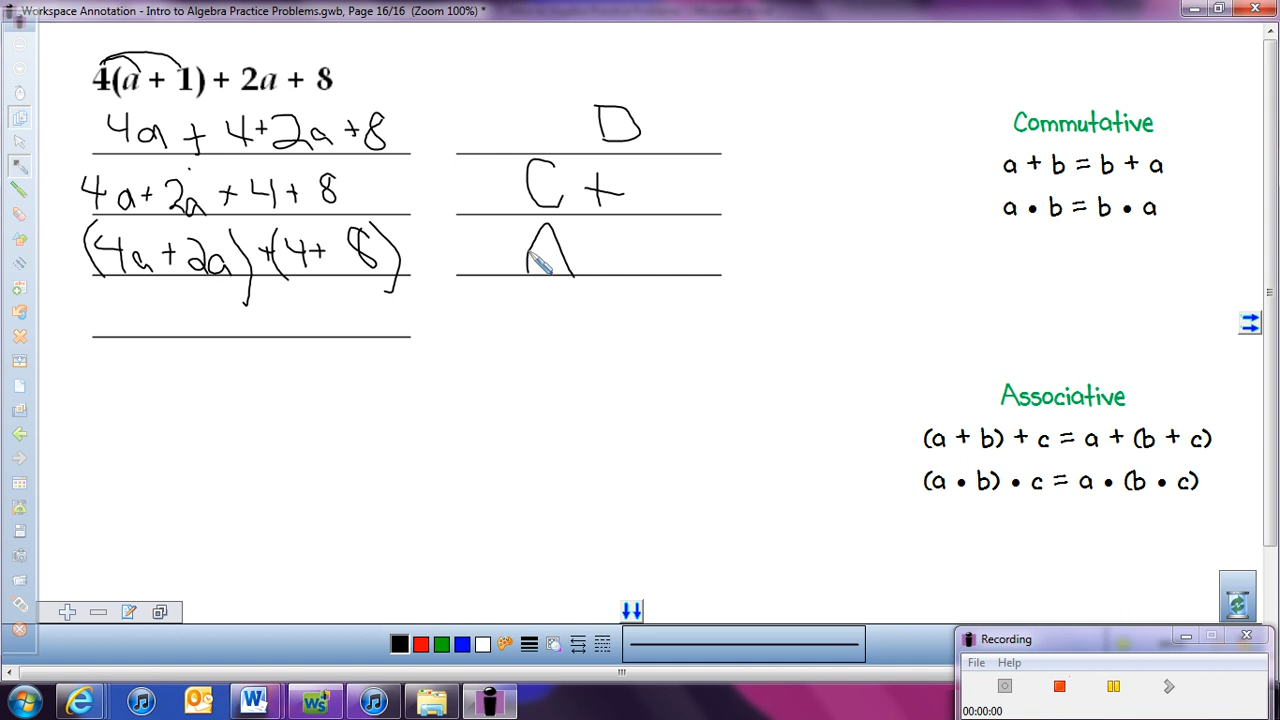 Workspace Annotation - Intro to Algebra Practice Problems.gwb, Page 16/16 (Zoom 100%) *
4(a + 1) + 2a + 8
4a + 4+2a+8 D
4a+2a + 4+ 8 C +
(4a+2a) +(4+ 8) A
Commutative
a + b = b + a
a • b = b • a
Associative
(a + b) + c = a + (b + c)
(a • b) • c = a • (b • c)
Recording
File Help
00:00:00